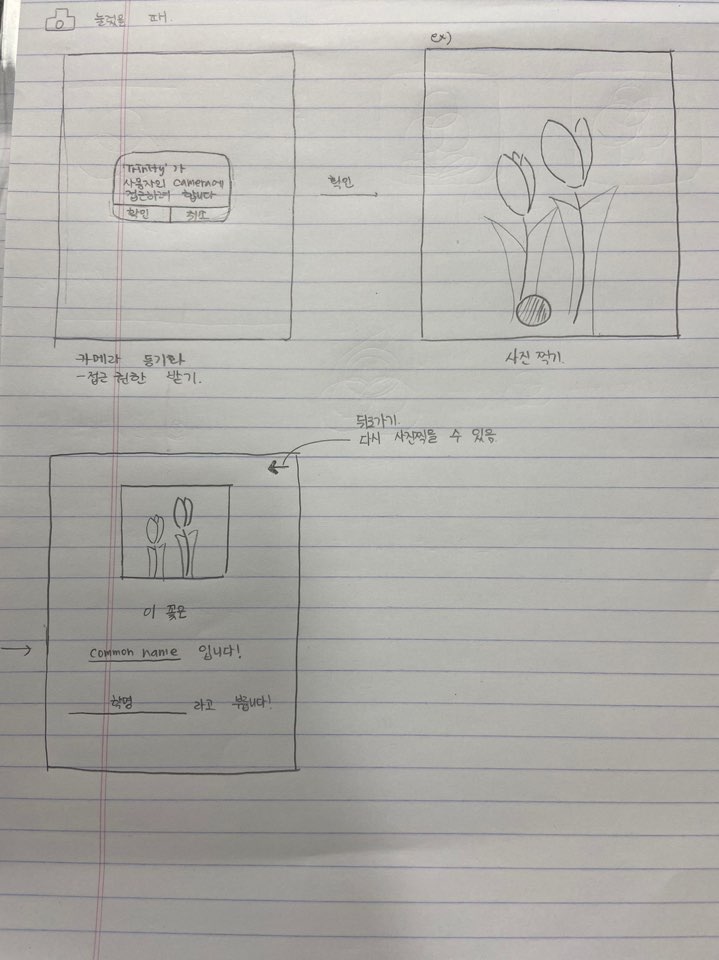 눌렀을 때.
ex)
'Trinity'가
사용자의 camera에
접근하려 합니다
확인 취소
확인
카메라 동기화
-접근 권한 받기.
사진 찍기.
뒤로가기.
다시 사진찍을 수 있음.
이 꽃은
common name 입니다!
학명 라고 부릅니다!